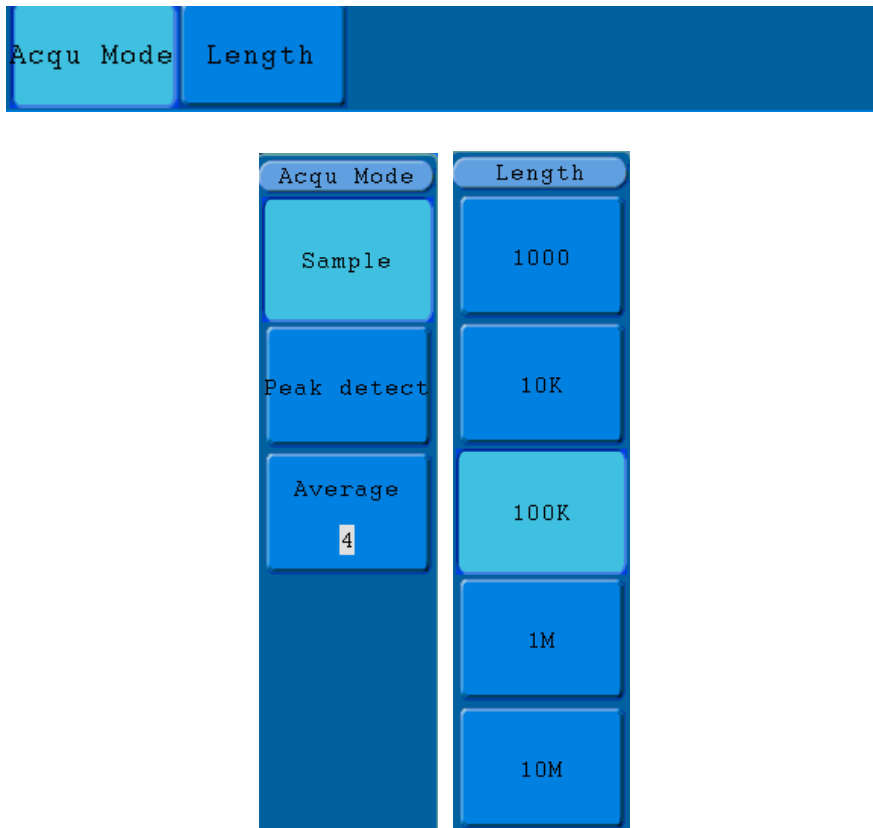 Acqu Mode Length
Acqu Mode
Sample
Peak detect
Average
4
Length
1000
10K
100K
1M
10M